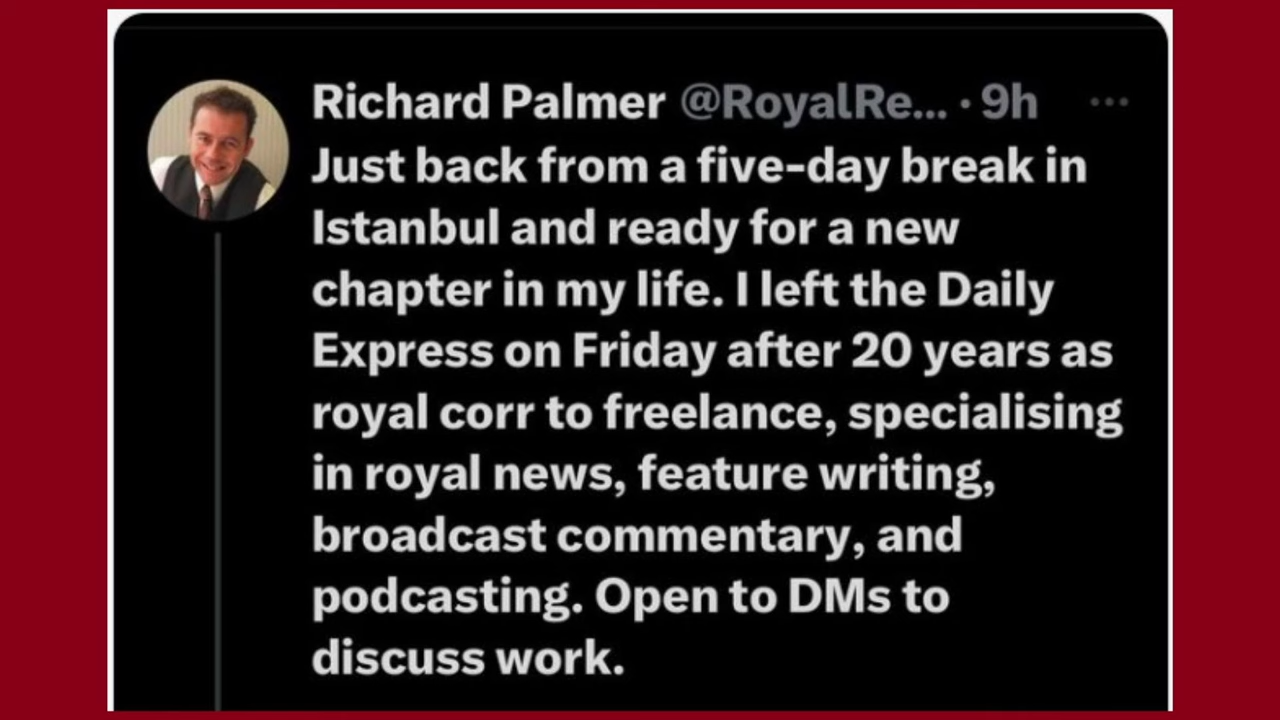 Richard Palmer @RoyalRe... · 9h ...
Just back from a five-day break in
Istanbul and ready for a new
chapter in my life. I left the Daily
Express on Friday after 20 years as
royal corr to freelance, specialising
in royal news, feature writing,
broadcast commentary, and
podcasting. Open to DMs to
discuss work.